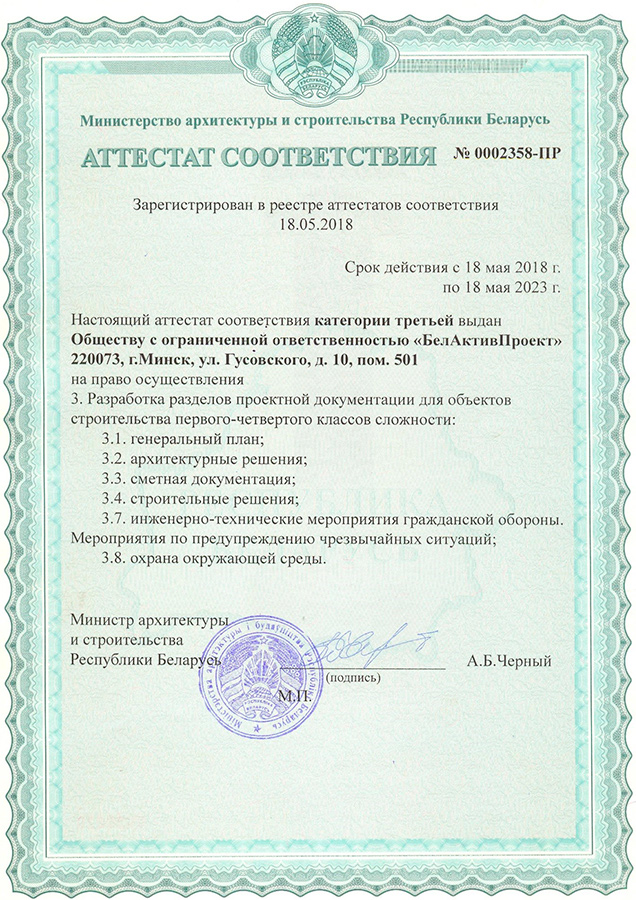 Министерство архитектуры и строительства Республики Беларусь
АТТЕСТАТ СООТВЕТСТВИЯ № 0002358-ПР
Зарегистрирован в реестре аттестатов соответствия
18.05.2018
Срок действия с 18 мая 2018 г.
по 18 мая 2023 г.
Настоящий аттестат соответствия категории третьей выдан
Обществу с ограниченной ответственностью «БелАктивПроект»
220073, г.Минск, ул. Гусовского, д. 10, пом. 501
на право осуществления
3. Разработка разделов проектной документации для объектов
строительства первого-четвертого классов сложности:
3.1. генеральный план;
3.2. архитектурные решения;
3.3. сметная документация;
3.4. строительные решения;
3.7. инженерно-технические мероприятия гражданской обороны.
Мероприятия по предупреждению чрезвычайных ситуаций;
3.8. охрана окружающей среды.
Министр архитектуры
и строительства
Республики Беларусь
А.Б.Черный
(подпись)
М.П.
Міністэрства архітэктуры і будаўніцтва Рэспублікі Беларусь